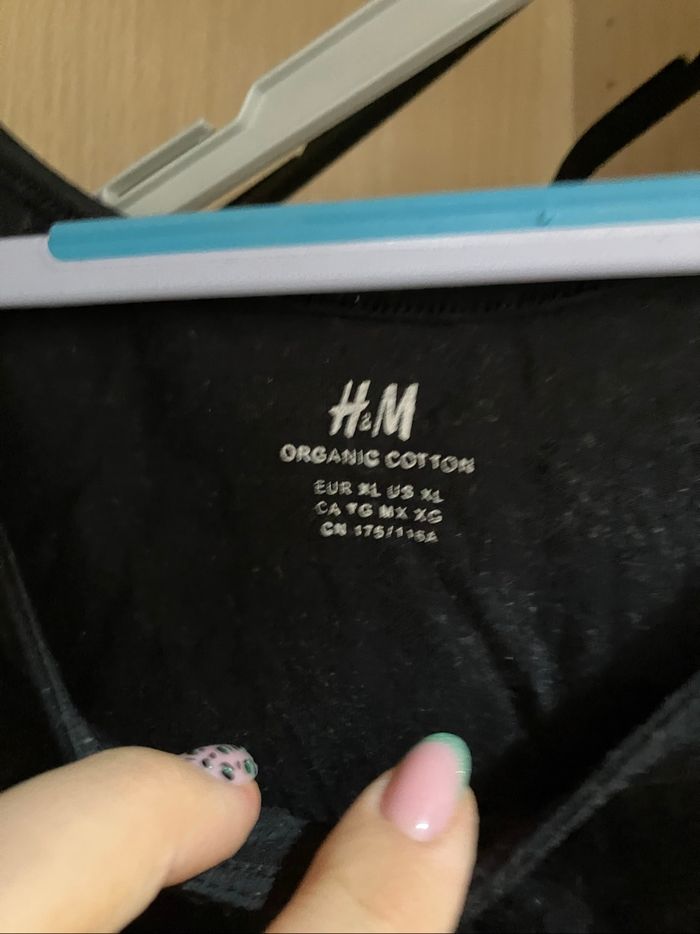 H&M
ORGANIC COTTON
EUR XL US XL
CA TG MX XG
CN 175/116A